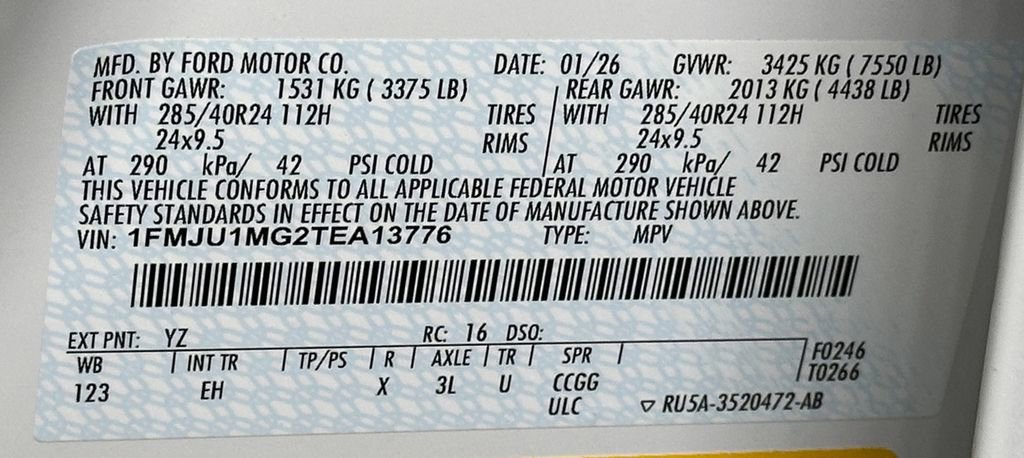 MFD. BY FORD MOTOR CO. DATE: 01/26 GVWR: 3425 KG ( 7550 LB)
FRONT GAWR: 1531 KG ( 3375 LB) REAR GAWR: 2013 KG ( 4438 LB)
WITH 285/40R24 112H TIRES WITH 285/40R24 112H TIRES
24x9.5 RIMS 24x9.5 RIMS
AT 290 kPa/ 42 PSI COLD AT 290 kPa/ 42 PSI COLD
THIS VEHICLE CONFORMS TO ALL APPLICABLE FEDERAL MOTOR VEHICLE
SAFETY STANDARDS IN EFFECT ON THE DATE OF MANUFACTURE SHOWN ABOVE.
VIN: 1FMJU1MG2TEA13776 TYPE: MPV
EXT PNT: YZ RC: 16 DSO:
WB INT TR TP/PS R AXLE TR SPR F0246
123 EH X 3L U CCGG T0266
ULC ▽ RU5A-3520472-AB